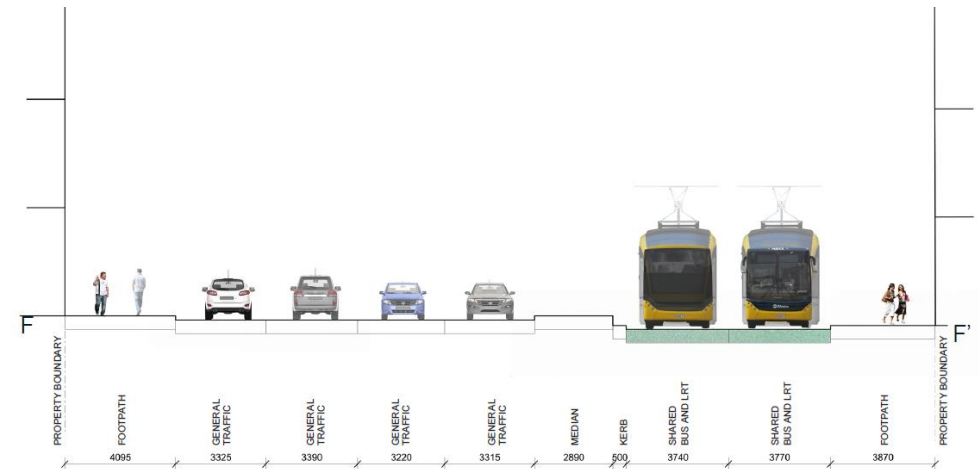 F
F'
PROPERTY BOUNDARY
FOOTPATH
GENERAL
TRAFFIC
GENERAL
TRAFFIC
GENERAL
TRAFFIC
GENERAL
TRAFFIC
MEDIAN
KERB
SHARED
BUS AND LRT
SHARED
BUS AND LRT
FOOTPATH
PROPERTY BOUNDARY
4095
3325
3390
3220
3315
2890
500
3740
3770
3870